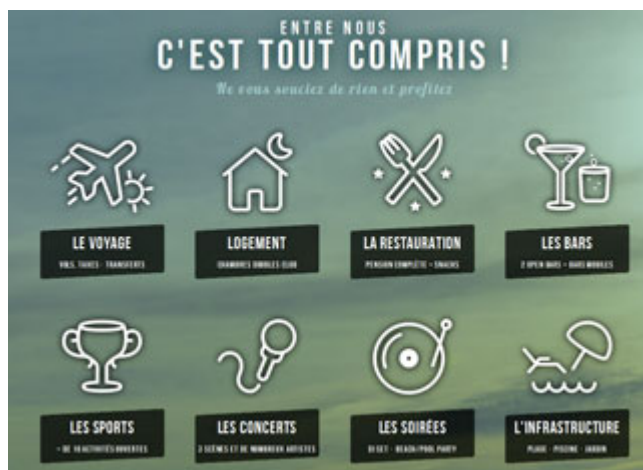 ENTRE NOUS
C'EST TOUT COMPRIS !
Ne vous souciez de rien et profitez
LE VOYAGE
VOLS, TAXES - TRANSFERTS
LOGEMENT
CHAMBRES DOUBLES CLUB
LA RESTAURATION
PENSION COMPLÈTE + SNACKS
LES BARS
2 OPEN BARS + BARS MOBILES
LES SPORTS
+ DE 10 ACTIVITÉS OUVERTES
LES CONCERTS
3 SCÈNES ET DE NOMBREUX ARTISTES
LES SOIRÉES
DJ SET - BEACH/POOL PARTY
L'INFRASTRUCTURE
PLAGE - PISCINE - JARDIN